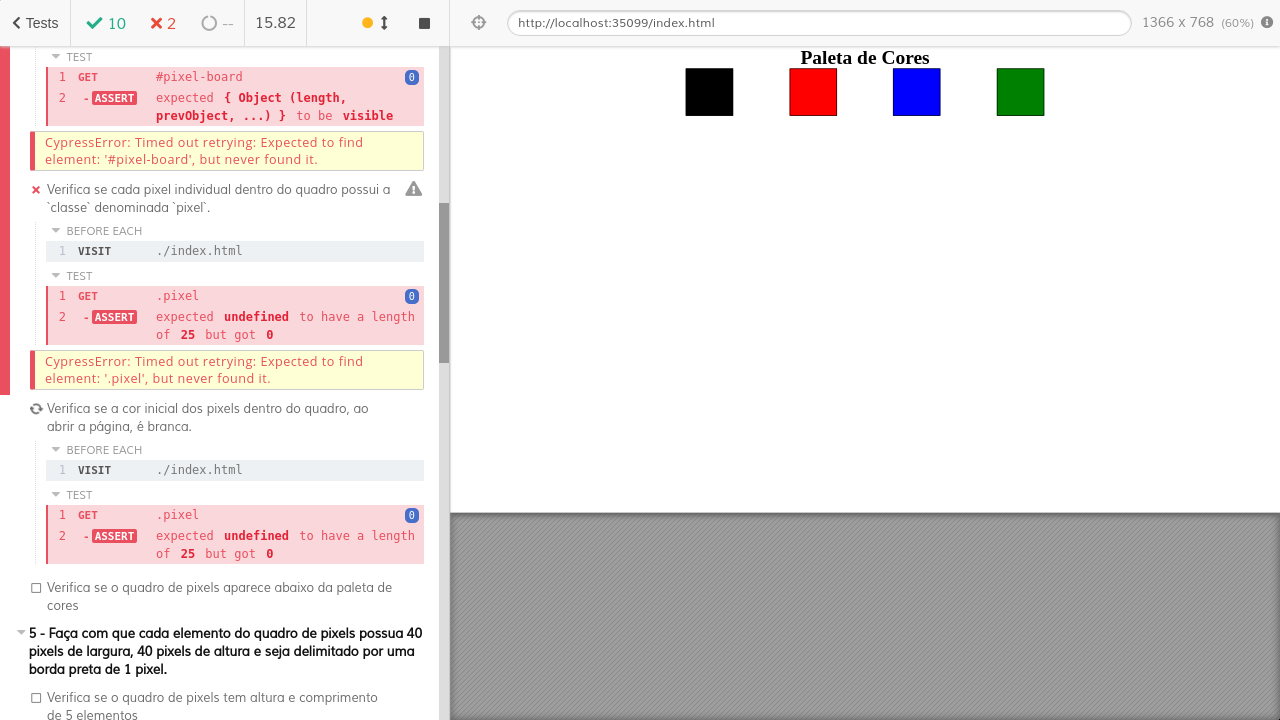 Tests
10
2
--
15.82
http://localhost:35099/index.html
1366 x 768 (60%)
TEST
1 GET #pixel-board 0
2 - ASSERT expected { Object (length,
prevObject, ...) } to be visible
CypressError: Timed out retrying: Expected to find
element: '#pixel-board', but never found it.
Verifica se cada pixel individual dentro do quadro possui a
`classe` denominada `pixel`.
BEFORE EACH
1 VISIT ./index.html
TEST
1 GET .pixel 0
2 - ASSERT expected undefined to have a length
of 25 but got 0
CypressError: Timed out retrying: Expected to find
element: '.pixel', but never found it.
Verifica se a cor inicial dos pixels dentro do quadro, ao
abrir a página, é branca.
BEFORE EACH
1 VISIT ./index.html
TEST
1 GET .pixel 0
2 - ASSERT expected undefined to have a length
of 25 but got 0
Verifica se o quadro de pixels aparece abaixo da paleta de
cores
5 - Faça com que cada elemento do quadro de pixels possua 40
pixels de largura, 40 pixels de altura e seja delimitado por uma
borda preta de 1 pixel.
Verifica se o quadro de pixels tem altura e comprimento
de 5 elementos
Paleta de Cores